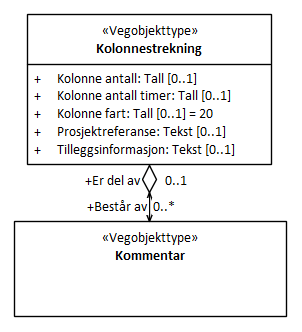 «Vegobjekttype»
Kolonnestrekning
+ Kolonne antall: Tall [0..1]
+ Kolonne antall timer: Tall [0..1]
+ Kolonne fart: Tall [0..1] = 20
+ Prosjektreferanse: Tekst [0..1]
+ Tilleggsinformasjon: Tekst [0..1]
+Er del av 0..1
+Består av 0..*
«Vegobjekttype»
Kommentar